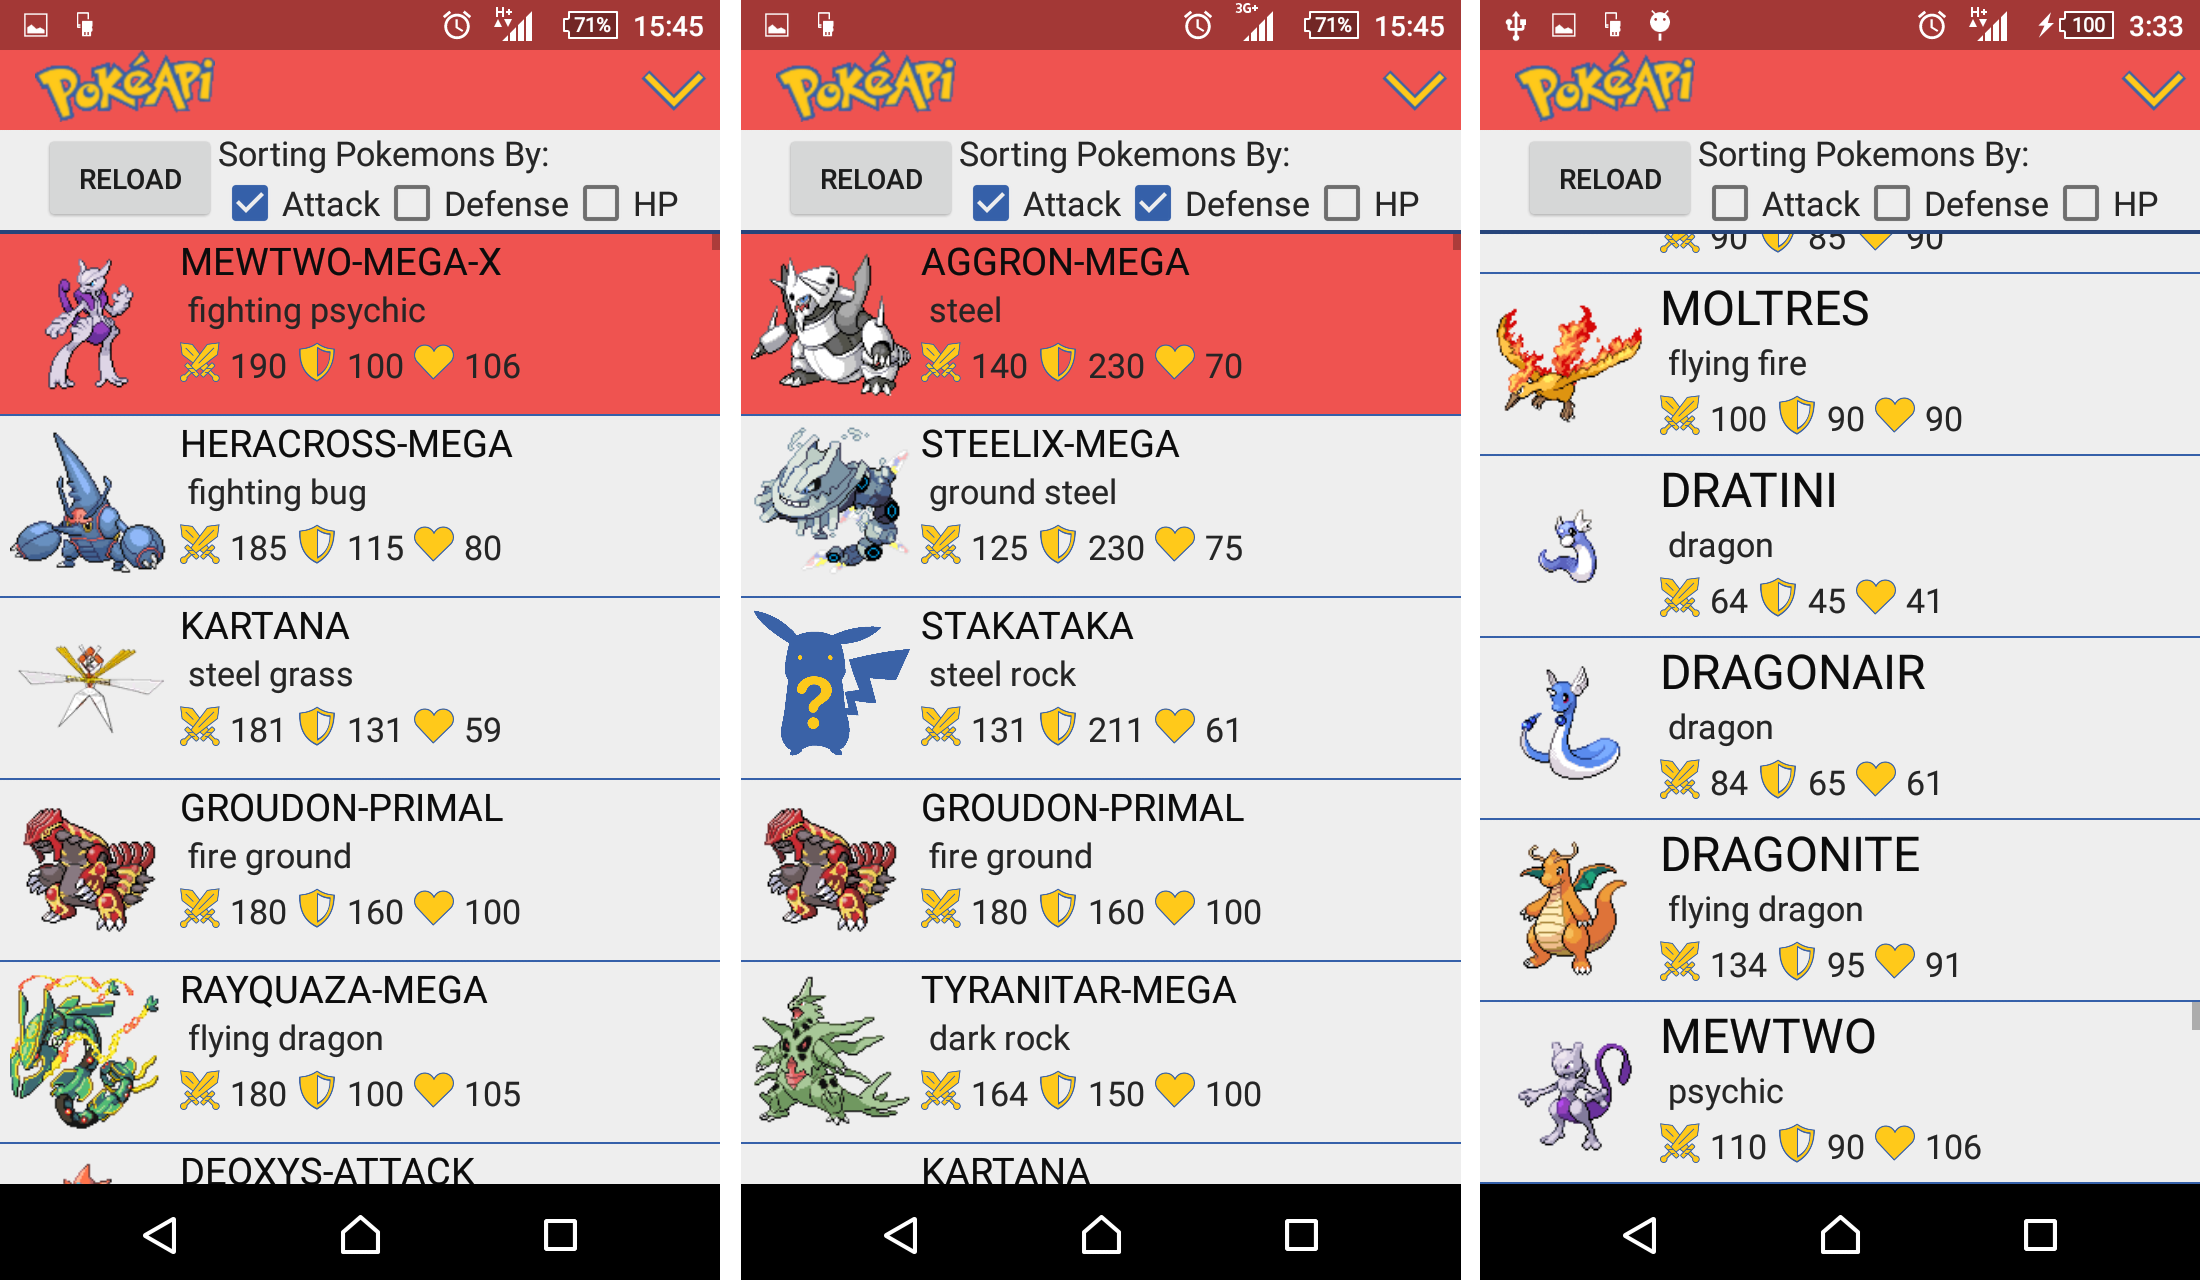 H+
71%
15:45
PokéApi
RELOAD
Sorting Pokemons By:
Attack Defense HP
MEWTWO-MEGA-X
fighting psychic
190 100 106
HERACROSS-MEGA
fighting bug
185 115 80
KARTANA
steel grass
181 131 59
GROUDON-PRIMAL
fire ground
180 160 100
RAYQUAZA-MEGA
flying dragon
180 100 105
DEOXYS-ATTACK
3G+
71%
15:45
PokéApi
RELOAD
Sorting Pokemons By:
Attack Defense HP
AGGRON-MEGA
steel
140 230 70
STEELIX-MEGA
ground steel
125 230 75
STAKATAKA
steel rock
131 211 61
?
GROUDON-PRIMAL
fire ground
180 160 100
TYRANITAR-MEGA
dark rock
164 150 100
KARTANA
H+
100
3:33
PokéApi
RELOAD
Sorting Pokemons By:
Attack Defense HP
90 85 90
MOLTRES
flying fire
100 90 90
DRATINI
dragon
64 45 41
DRAGONAIR
dragon
84 65 61
DRAGONITE
flying dragon
134 95 91
MEWTWO
psychic
110 90 106